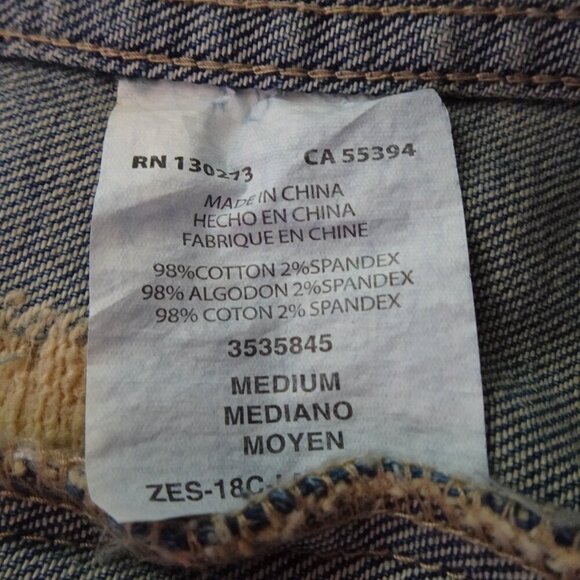 RN 130273 CA 55394
MADE IN CHINA
HECHO EN CHINA
FABRIQUE EN CHINE
98%COTTON 2%SPANDEX
98% ALGODON 2%SPANDEX
98% COTON 2% SPANDEX
3535845
MEDIUM
MEDIANO
MOYEN
ZES-18C-